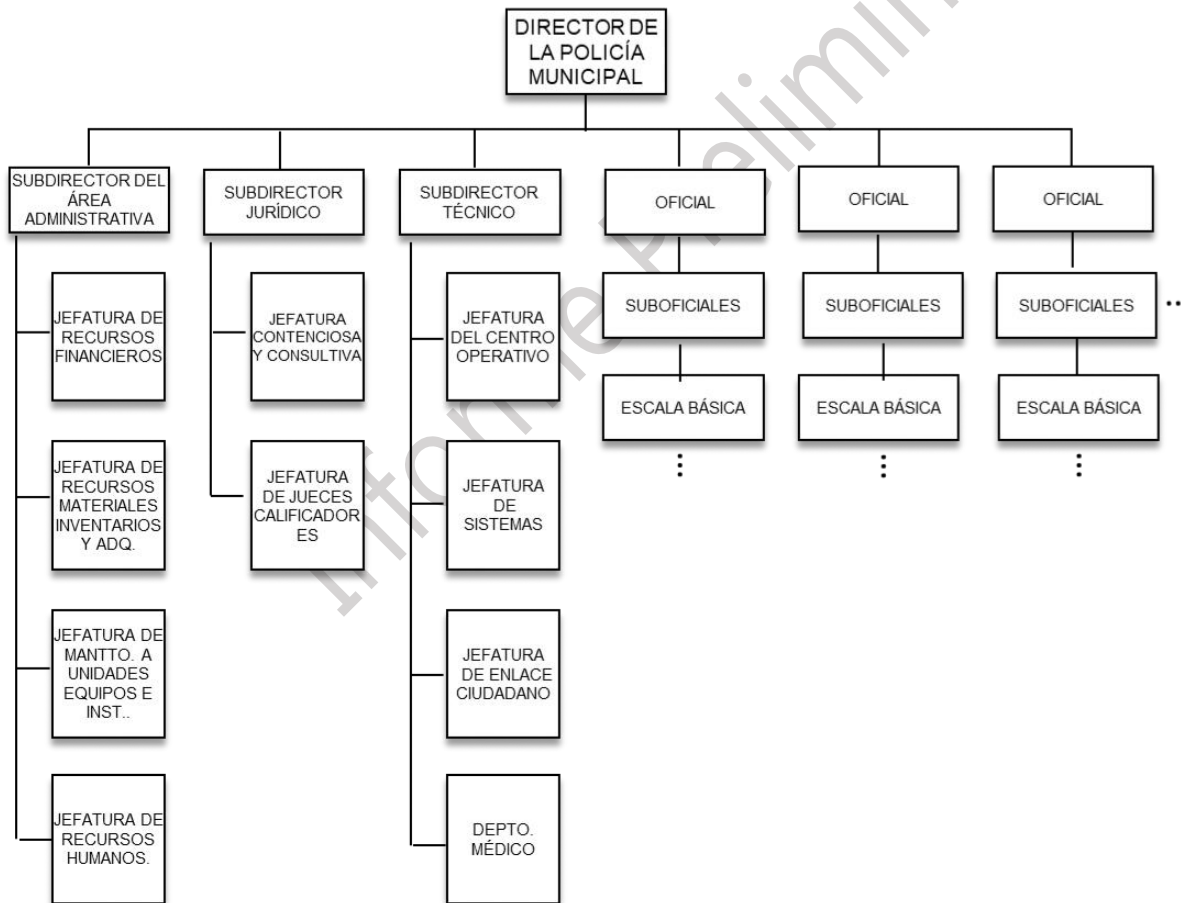 DIRECTOR DE
LA POLICÍA
MUNICIPAL
SUBDIRECTOR DEL
ÁREA
ADMINISTRATIVA
SUBDIRECTOR
JURÍDICO
SUBDIRECTOR
TÉCNICO
OFICIAL
OFICIAL
OFICIAL
JEFATURA DE
RECURSOS
FINANCIEROS
JEFATURA
CONTENCIOSA
Y CONSULTIVA
JEFATURA
DEL CENTRO
OPERATIVO
SUBOFICIALES
SUBOFICIALES
SUBOFICIALES
ESCALA BÁSICA
ESCALA BÁSICA
ESCALA BÁSICA
JEFATURA DE
RECURSOS
MATERIALES
INVENTARIOS
Y ADQ.
JEFATURA
DE JUECES
CALIFICADOR
ES
JEFATURA
DE
SISTEMAS
JEFATURA DE
MANTTO. A
UNIDADES
EQUIPOS E
INST..
JEFATURA
DE ENLACE
CIUDADANO
JEFATURA DE
RECURSOS
HUMANOS.
DEPTO.
MÉDICO
Informe